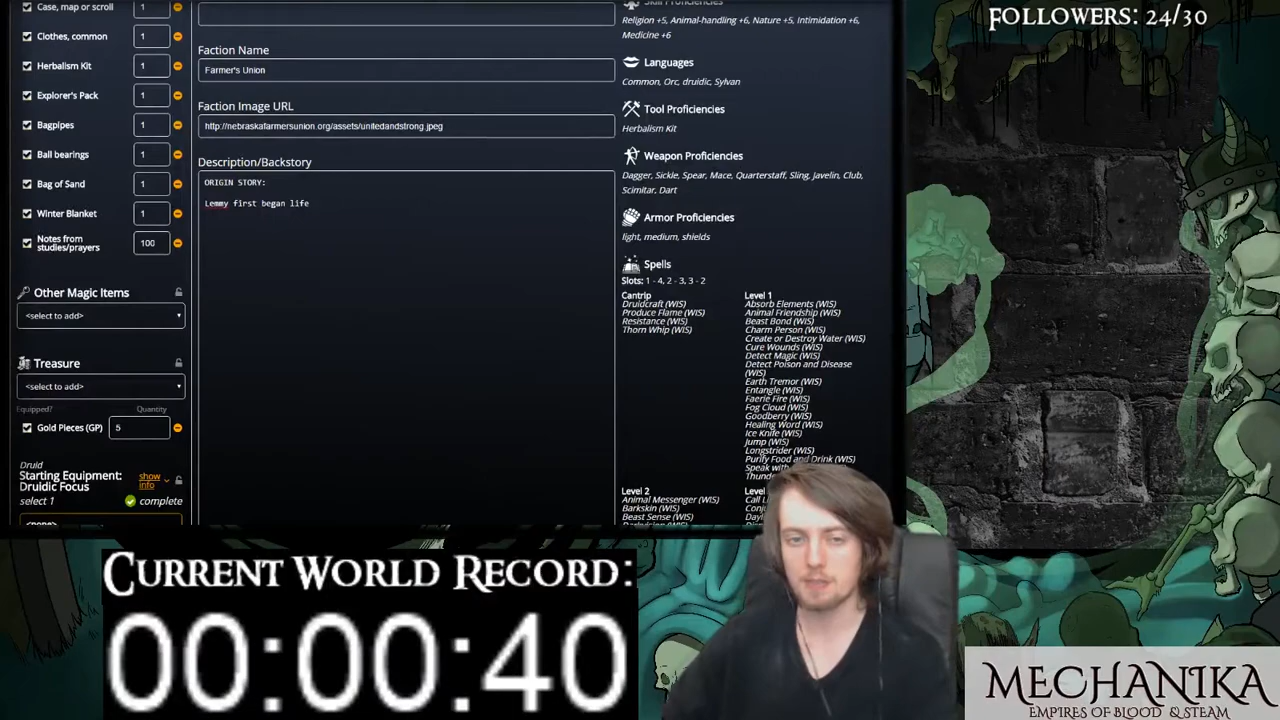 FOLLOWERS: 24/30
Case, map or scroll 1
Clothes, common 1
Herbalism Kit 1
Explorer's Pack 1
Bagpipes 1
Ball bearings 1
Bag of Sand 1
Winter Blanket 1
Notes from
studies/prayers 100
Other Magic Items
<select to add>
Treasure
<select to add>
Equipped? Quantity
Gold Pieces (GP) 5
Druid
Starting Equipment:
Druidic Focus
show
info
select 1 complete
Faction Name
Farmer's Union
Faction Image URL
http://nebraskafarmersunion.org/assets/unitedandstrong.jpeg
Description/Backstory
ORIGIN STORY:
Lemmy first began life
Religion +5, Animal-handling +6, Nature +5, Intimidation +6,
Medicine +6
Languages
Common, Orc, druidic, Sylvan
Tool Proficiencies
Herbalism Kit
Weapon Proficiencies
Dagger, Sickle, Spear, Mace, Quarterstaff, Sling, Javelin, Club,
Scimitar, Dart
Armor Proficiencies
light, medium, shields
Spells
Slots: 1 - 4, 2 - 3, 3 - 2
Cantrip
Druidcraft (WIS)
Produce Flame (WIS)
Resistance (WIS)
Thorn Whip (WIS)
Level 1
Absorb Elements (WIS)
Animal Friendship (WIS)
Beast Bond (WIS)
Charm Person (WIS)
Create or Destroy Water (WIS)
Cure Wounds (WIS)
Detect Magic (WIS)
Detect Poison and Disease
(WIS)
Earth Tremor (WIS)
Entangle (WIS)
Faerie Fire (WIS)
Fog Cloud (WIS)
Goodberry (WIS)
Healing Word (WIS)
Ice Knife (WIS)
Jump (WIS)
Longstrider (WIS)
Purify Food and Drink (WIS)
Speak with
Level 2
Animal Messenger (WIS)
Barkskin (WIS)
Beast Sense (WIS)
CURRENT WORLD RECORD:
00:00:40
MECHANIKA
EMPIRES OF BLOOD & STEAM